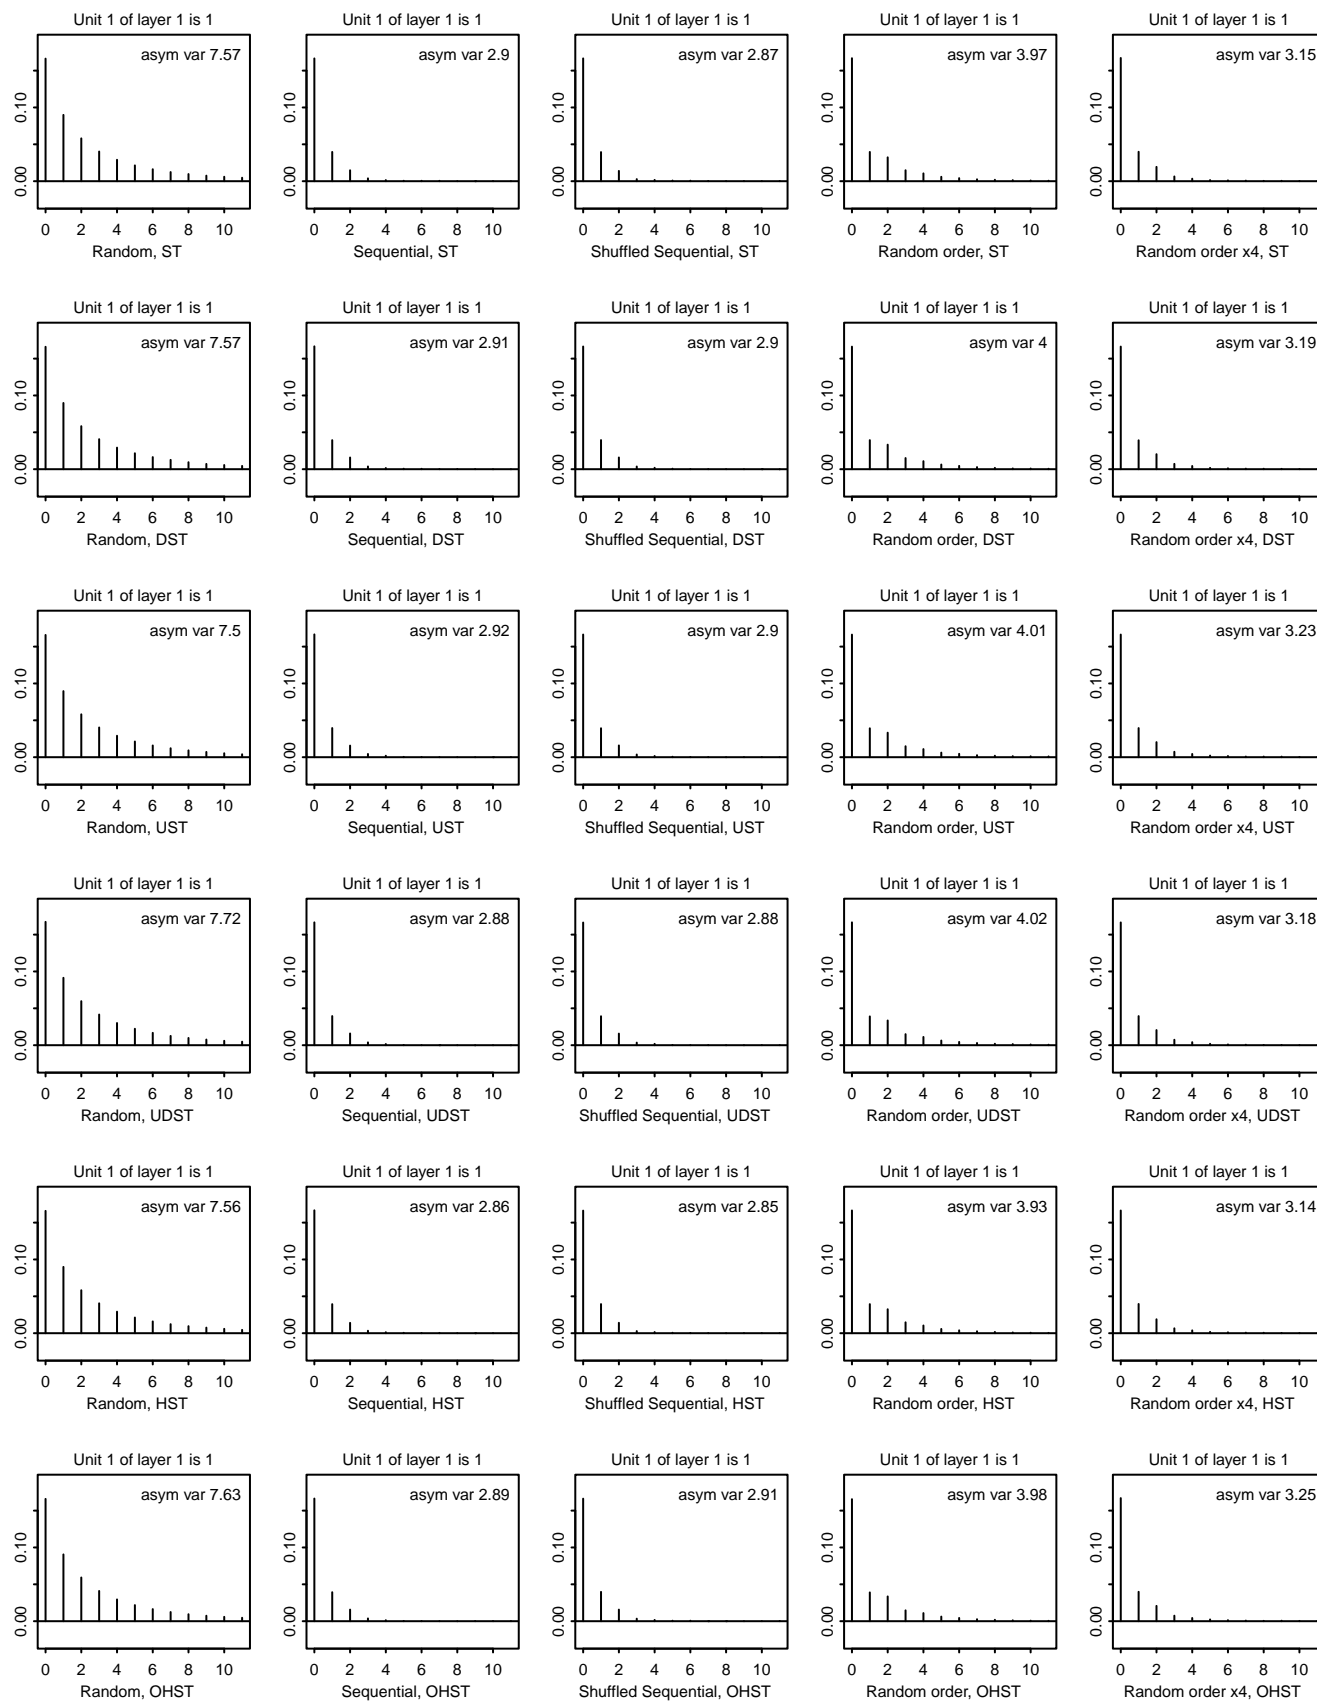 Unit 1 of layer 1 is 1 Unit 1 of layer 1 is 1 Unit 1 of layer 1 is 1 Unit 1 of layer 1 is 1 Unit 1 of layer 1 is 1
asym var 7.57 asym var 2.9 asym var 2.87 asym var 3.97 asym var 3.15
0.10 0.10 0.10 0.10 0.10
0.00 0.00 0.00 0.00 0.00
0 2 4 6 8 10 0 2 4 6 8 10 0 2 4 6 8 10 0 2 4 6 8 10 0 2 4 6 8 10
Random, ST Sequential, ST Shuffled Sequential, ST Random order, ST Random order x4, ST
Unit 1 of layer 1 is 1 Unit 1 of layer 1 is 1 Unit 1 of layer 1 is 1 Unit 1 of layer 1 is 1 Unit 1 of layer 1 is 1
asym var 7.57 asym var 2.91 asym var 2.9 asym var 4 asym var 3.19
0.10 0.10 0.10 0.10 0.10
0.00 0.00 0.00 0.00 0.00
0 2 4 6 8 10 0 2 4 6 8 10 0 2 4 6 8 10 0 2 4 6 8 10 0 2 4 6 8 10
Random, DST Sequential, DST Shuffled Sequential, DST Random order, DST Random order x4, DST
Unit 1 of layer 1 is 1 Unit 1 of layer 1 is 1 Unit 1 of layer 1 is 1 Unit 1 of layer 1 is 1 Unit 1 of layer 1 is 1
asym var 7.5 asym var 2.92 asym var 2.9 asym var 4.01 asym var 3.23
0.10 0.10 0.10 0.10 0.10
0.00 0.00 0.00 0.00 0.00
0 2 4 6 8 10 0 2 4 6 8 10 0 2 4 6 8 10 0 2 4 6 8 10 0 2 4 6 8 10
Random, UST Sequential, UST Shuffled Sequential, UST Random order, UST Random order x4, UST
Unit 1 of layer 1 is 1 Unit 1 of layer 1 is 1 Unit 1 of layer 1 is 1 Unit 1 of layer 1 is 1 Unit 1 of layer 1 is 1
asym var 7.72 asym var 2.88 asym var 2.88 asym var 4.02 asym var 3.18
0.10 0.10 0.10 0.10 0.10
0.00 0.00 0.00 0.00 0.00
0 2 4 6 8 10 0 2 4 6 8 10 0 2 4 6 8 10 0 2 4 6 8 10 0 2 4 6 8 10
Random, UDST Sequential, UDST Shuffled Sequential, UDST Random order, UDST Random order x4, UDST
Unit 1 of layer 1 is 1 Unit 1 of layer 1 is 1 Unit 1 of layer 1 is 1 Unit 1 of layer 1 is 1 Unit 1 of layer 1 is 1
asym var 7.56 asym var 2.86 asym var 2.85 asym var 3.93 asym var 3.14
0.10 0.10 0.10 0.10 0.10
0.00 0.00 0.00 0.00 0.00
0 2 4 6 8 10 0 2 4 6 8 10 0 2 4 6 8 10 0 2 4 6 8 10 0 2 4 6 8 10
Random, HST Sequential, HST Shuffled Sequential, HST Random order, HST Random order x4, HST
Unit 1 of layer 1 is 1 Unit 1 of layer 1 is 1 Unit 1 of layer 1 is 1 Unit 1 of layer 1 is 1 Unit 1 of layer 1 is 1
asym var 7.63 asym var 2.89 asym var 2.91 asym var 3.98 asym var 3.25
0.10 0.10 0.10 0.10 0.10
0.00 0.00 0.00 0.00 0.00
0 2 4 6 8 10 0 2 4 6 8 10 0 2 4 6 8 10 0 2 4 6 8 10 0 2 4 6 8 10
Random, OHST Sequential, OHST Shuffled Sequential, OHST Random order, OHST Random order x4, OHST